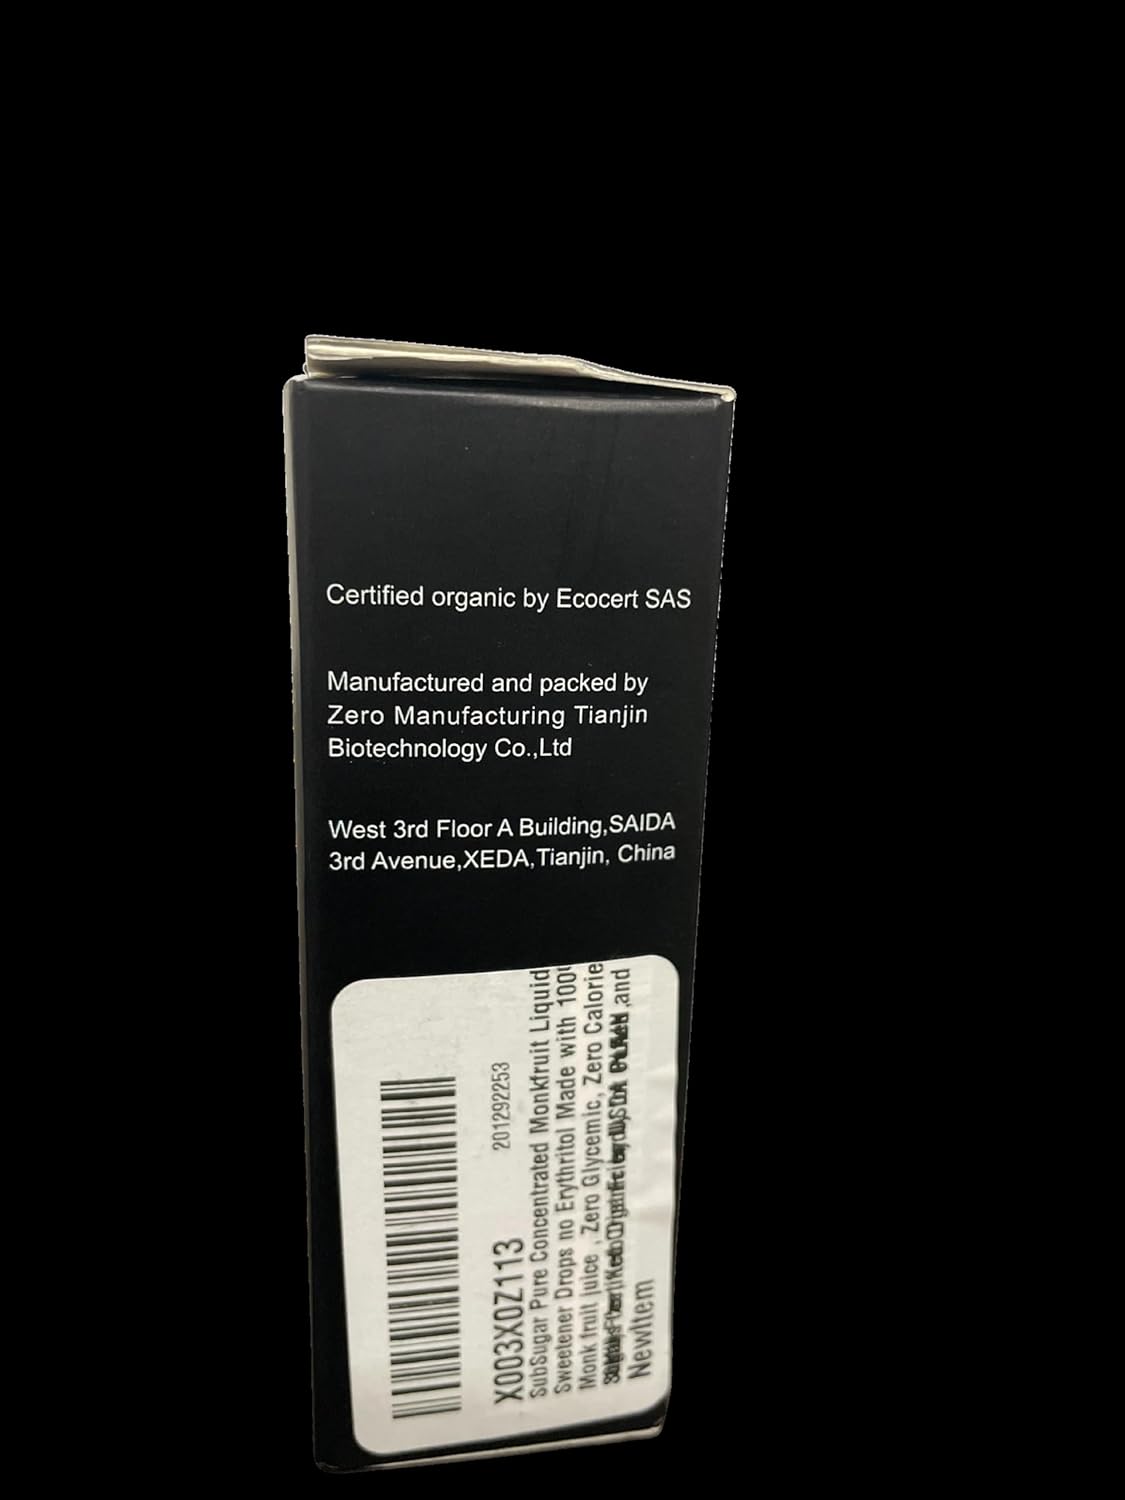 Certified organic by Ecocert SAS
Manufactured and packed by
Zero Manufacturing Tianjin
Biotechnology Co.,Ltd
West 3rd Floor A Building,SAIDA
3rd Avenue,XEDA,Tianjin, China
201292253
X003X0Z113
SubSugar Pure Concentrated Monkfruit Liquid
Sweetener Drops no Erythritol Made with 100%
Monk fruit juice , Zero Glycemic, Zero Calorie
,and
NewItem